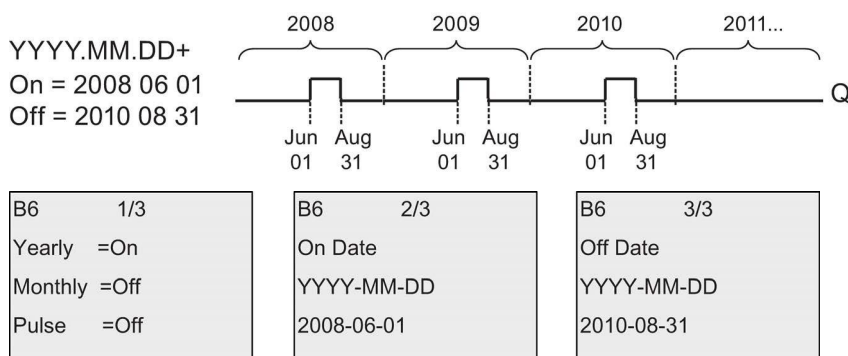 2008 2009 2010 2011...
YYYY.MM.DD+
On = 2008 06 01
Off = 2010 08 31
Q
Jun Aug Jun Aug Jun Aug
01 31 01 31 01 31
B6 1/3
Yearly =On
Monthly =Off
Pulse =Off
B6 2/3
On Date
YYYY-MM-DD
2008-06-01
B6 3/3
Off Date
YYYY-MM-DD
2010-08-31